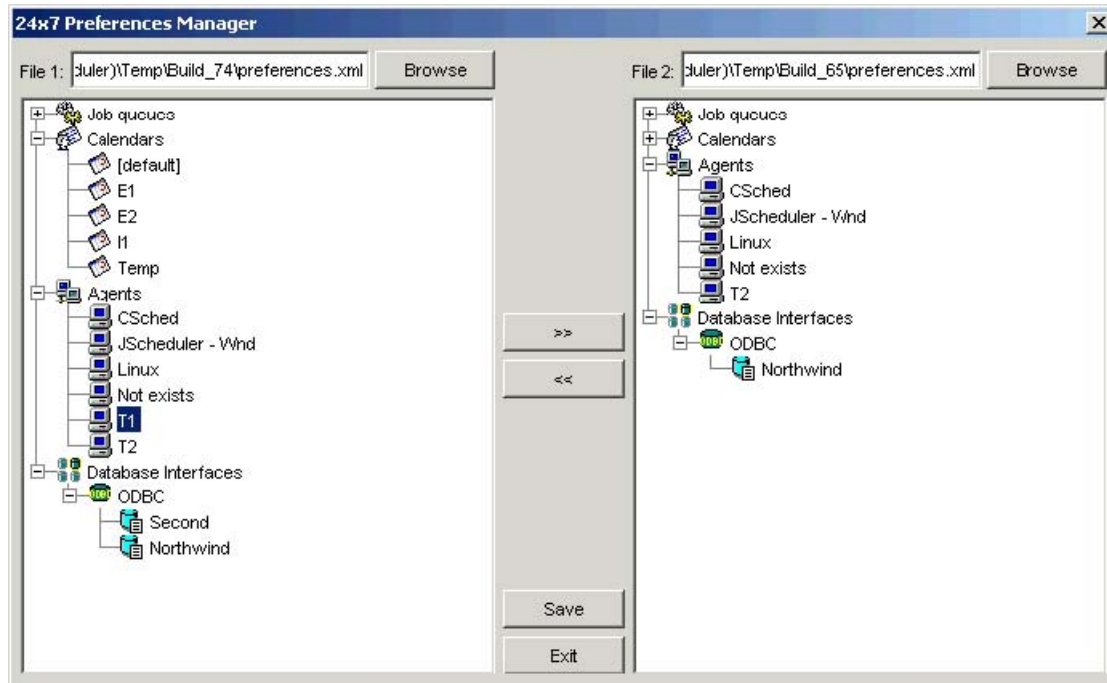 24x7 Preferences Manager
File 1: duler)\Temp\Build_74\preferences.xml Browse
File 2: duler)\Temp\Build_65\preferences.xml Browse
Job queues
Calendars
[default]
E1
E2
I1
Temp
Agents
CSched
JScheduler - Wnd
Linux
Not exists
T1
T2
Database Interfaces
ODBC
Second
Northwind
>>
<<
Save
Exit
Job queues
Calendars
Agents
CSched
JScheduler - Wnd
Linux
Not exists
T2
Database Interfaces
ODBC
Northwind